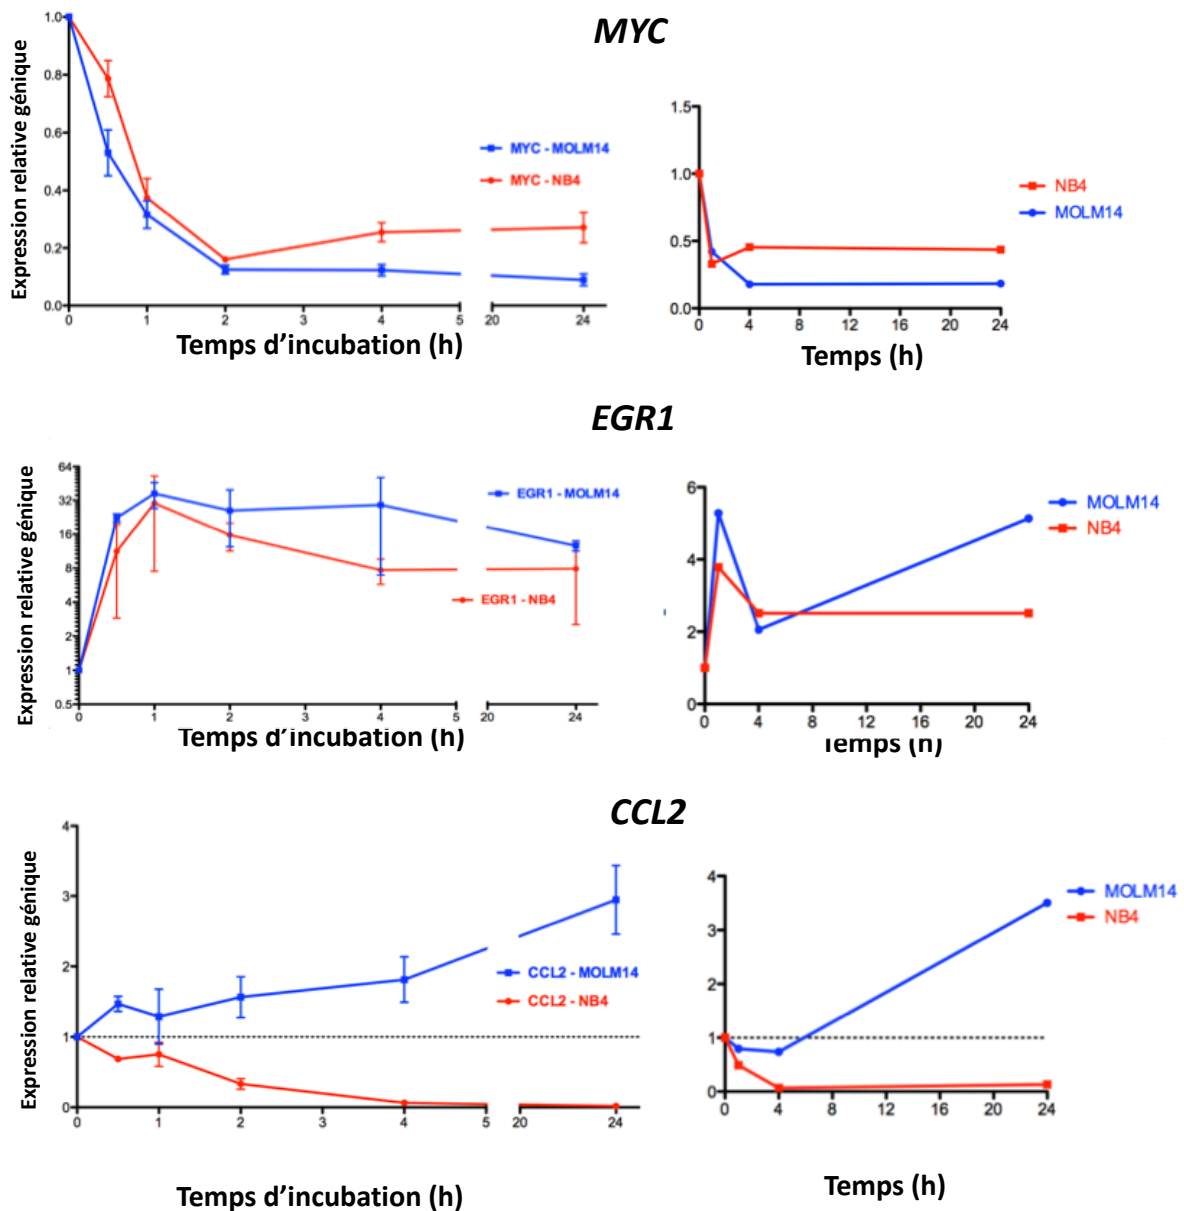 MYC
Expression relative génique
1.0
0.8
0.6
0.4
0.2
0.0
0 1 2 3 4 5 20 24
MYC - MOLM14
MYC - NB4
Temps d'incubation (h)
1.5
1.0
0.5
0.0
0 4 8 12 16 20 24
NB4
MOLM14
Temps (h)
EGR1
Expression relative génique
64
32
16
8
4
2
1
0.5
0 1 2 3 4 5 20 24
EGR1 - MOLM14
EGR1 - NB4
Temps d'incubation (h)
6
4
2
0
0 4 8 12 16 20 24
MOLM14
NB4
Temps (h)
CCL2
Expression relative génique
4
3
2
1
0
0 1 2 3 4 5 20 24
CCL2 - MOLM14
CCL2 - NB4
Temps d'incubation (h)
4
3
2
1
0
0 4 8 12 16 20 24
MOLM14
NB4
Temps (h)